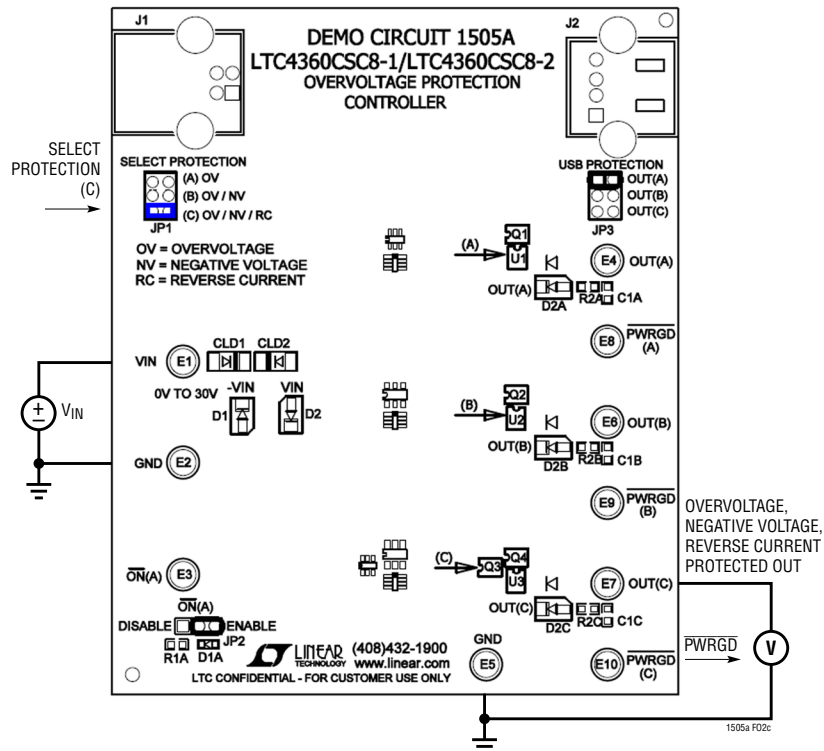 J1
J2
DEMO CIRCUIT 1505A
LTC4360CSC8-1/LTC4360CSC8-2
OVERVOLTAGE PROTECTION
CONTROLLER
SELECT
PROTECTION
(C)
SELECT PROTECTION
(A) OV
(B) OV / NV
(C) OV / NV / RC
JP1
OV = OVERVOLTAGE
NV = NEGATIVE VOLTAGE
RC = REVERSE CURRENT
USB PROTECTION
OUT(A)
OUT(B)
OUT(C)
JP3
(A)
Q1
U1
E4 OUT(A)
OUT(A)
D2A
R2A
C1A
E8 PWRGD
(A)
VIN E1
CLD1 CLD2
0V TO 30V
-VIN VIN
D1 D2
VIN
+
−
GND E2
(B)
Q2
U2
E6 OUT(B)
OUT(B)
D2B
R2B
C1B
E9 PWRGD
(B)
OVERVOLTAGE,
NEGATIVE VOLTAGE,
REVERSE CURRENT
PROTECTED OUT
(C)
Q3
Q4
U3
E7 OUT(C)
OUT(C)
D2C
R2C
C1C
ON(A) E3
ON(A)
DISABLE ENABLE
JP2
R1A D1A
LINEAR
TECHNOLOGY
(408)432-1900
www.linear.com
LTC CONFIDENTIAL - FOR CUSTOMER USE ONLY
GND
E5
E10 PWRGD
(C)
PWRGD
V
1505a F02c